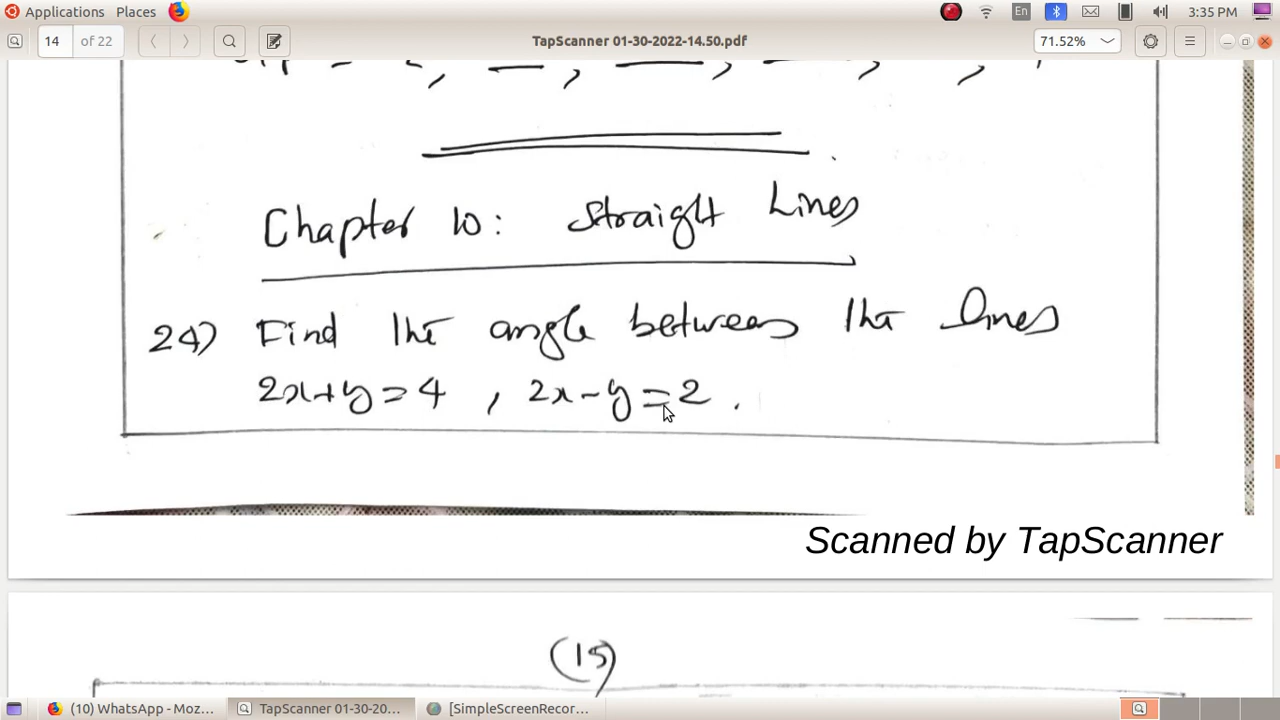 Applications Places En 3:35 PM
14 of 22 TapScanner 01-30-2022-14.50.pdf 71.52%
Chapter 10: Straight Lines
24) Find the angle between the lines
2x+y=4 , 2x-y=2 .
Scanned by TapScanner
(15)
(10) WhatsApp - Moz... TapScanner 01-30-20... [SimpleScreenRecor...